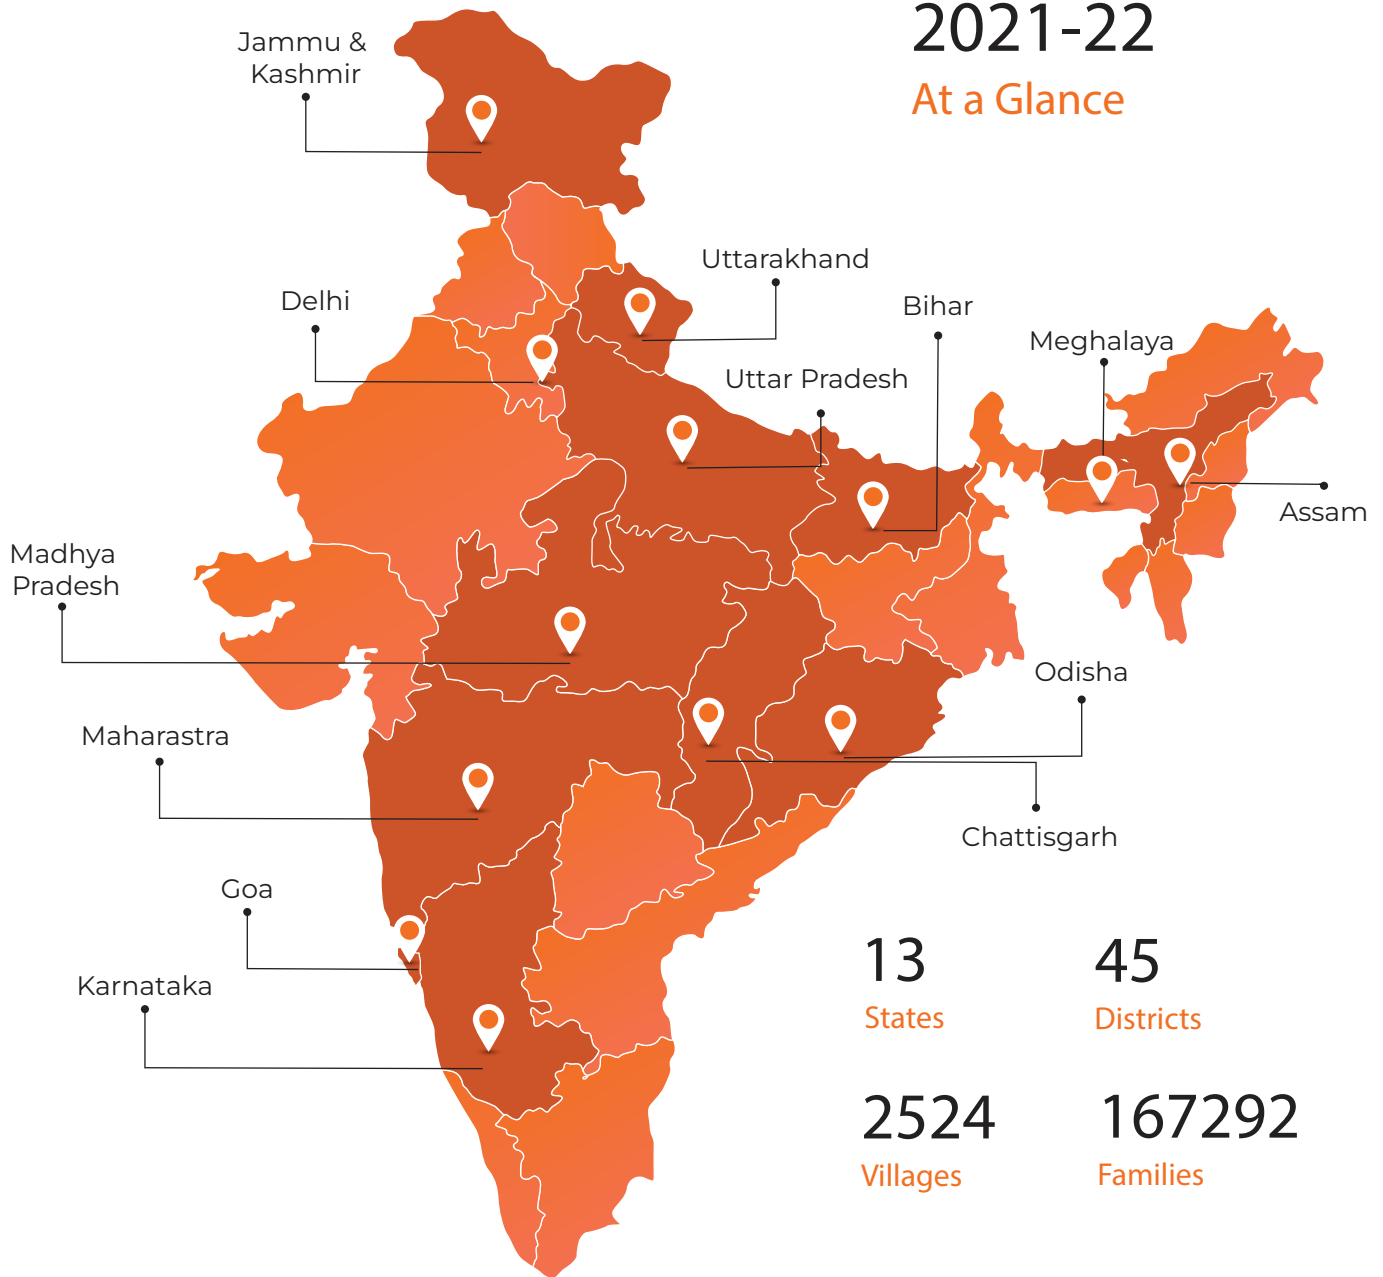 2021-22
At a Glance
Jammu &
Kashmir
Uttarakhand
Delhi
Bihar
Meghalaya
Uttar Pradesh
Assam
Madhya
Pradesh
Odisha
Maharastra
Chattisgarh
Goa
Karnataka
13
States
45
Districts
2524
Villages
167292
Families